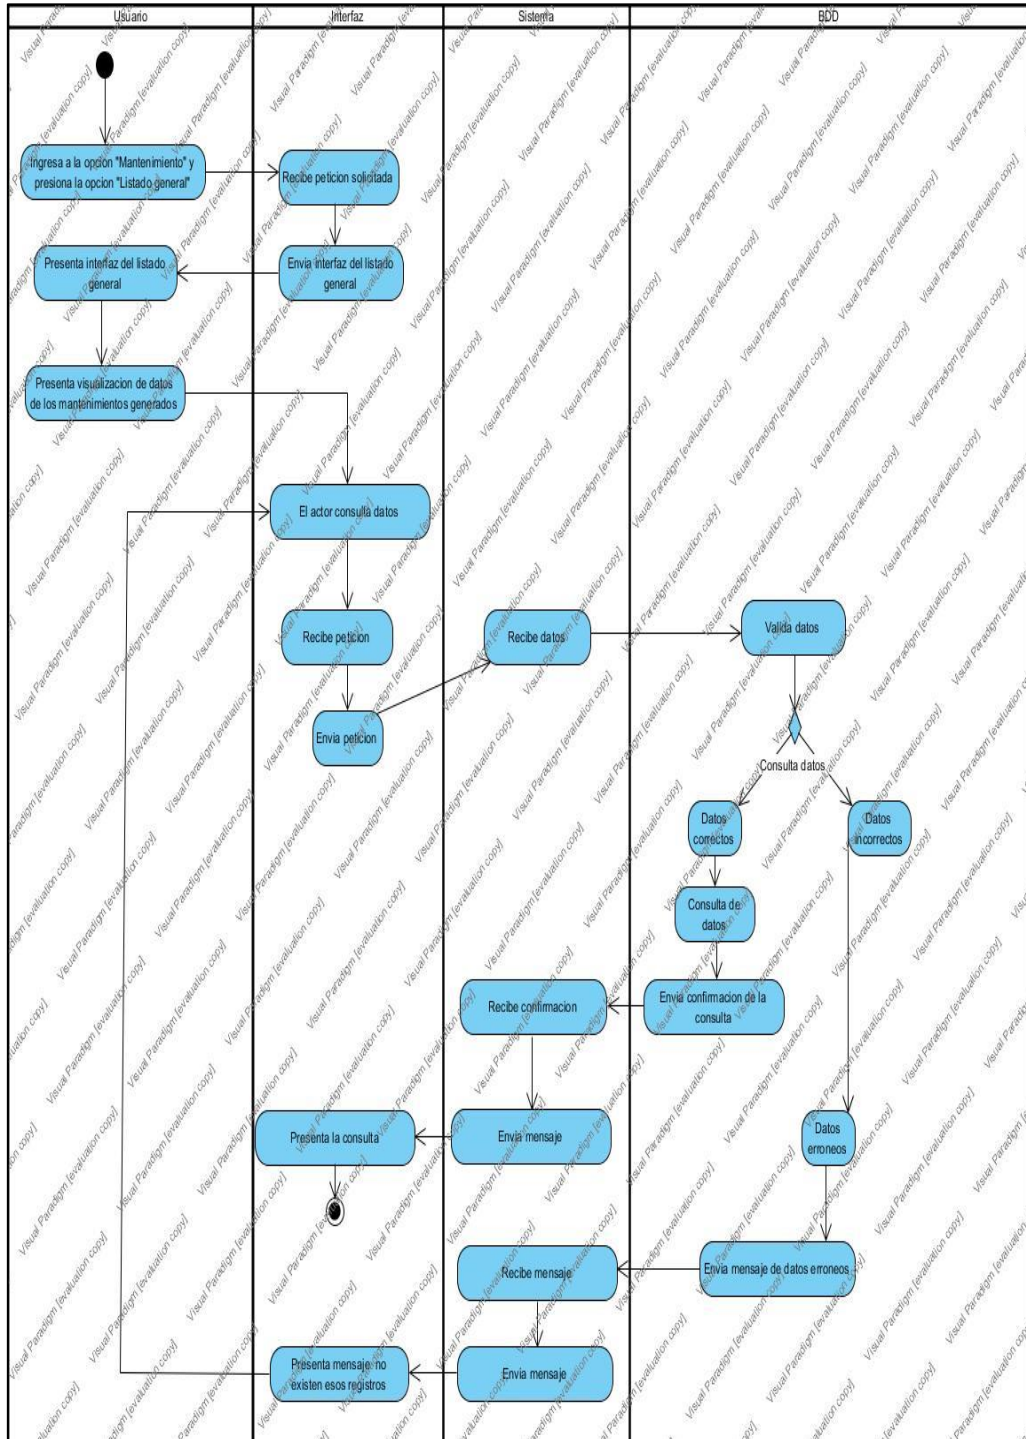 Usuario
Interfaz
Sistema
BDD
Ingresa a la opcion "Mantenimiento" y
presiona la opcion "Listado general"
Recibe peticion solicitada
Presenta interfaz del listado
general
Envia interfaz del listado
general
Presenta visualizacion de datos
de los mantenimientos generados
El actor consulta datos
Recibe peticion
Recibe datos
Valida datos
Envia peticion
Consulta datos
Datos
correctos
Datos
incorrectos
Consulta de
datos
Recibe confirmacion
Envia confirmacion de la
consulta
Presenta la consulta
Envia mensaje
Datos
erroneos
Recibe mensaje
Envia mensaje de datos erroneos
Presenta mensaje: no
existen esos registros
Envia mensaje
Visual Paradigm [evaluation copy]